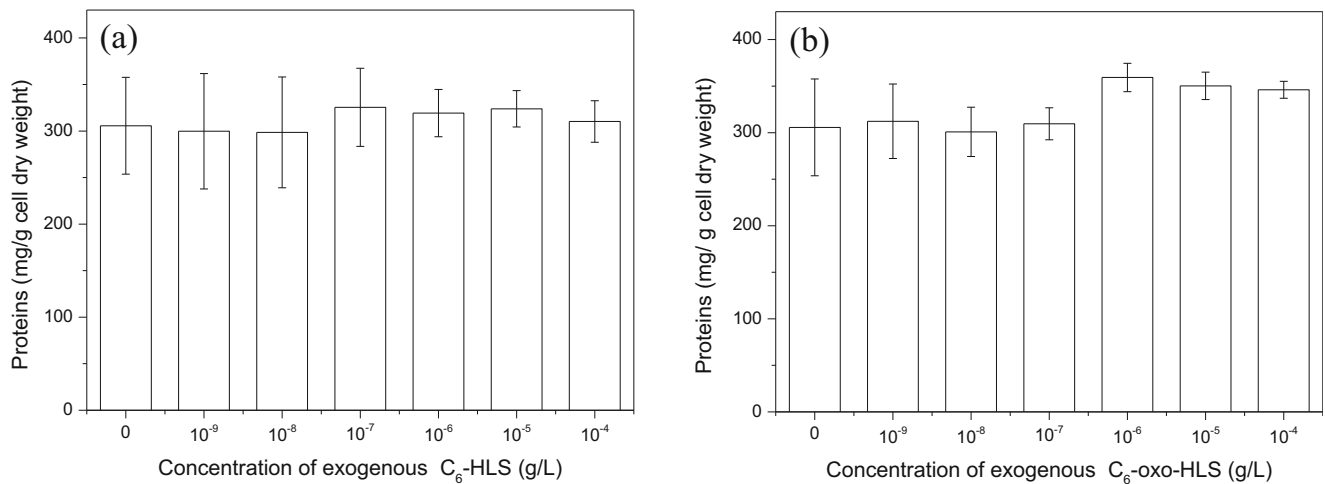 (a)
400
300
200
100
0
Proteins (mg/g cell dry weight)
0 10⁻⁹ 10⁻⁸ 10⁻⁷ 10⁻⁶ 10⁻⁵ 10⁻⁴
Concentration of exogenous C₆-HLS (g/L)
(b)
400
300
200
100
0
Proteins (mg/ g cell dry weight)
0 10⁻⁹ 10⁻⁸ 10⁻⁷ 10⁻⁶ 10⁻⁵ 10⁻⁴
Concentration of exogenous C₆-oxo-HLS (g/L)